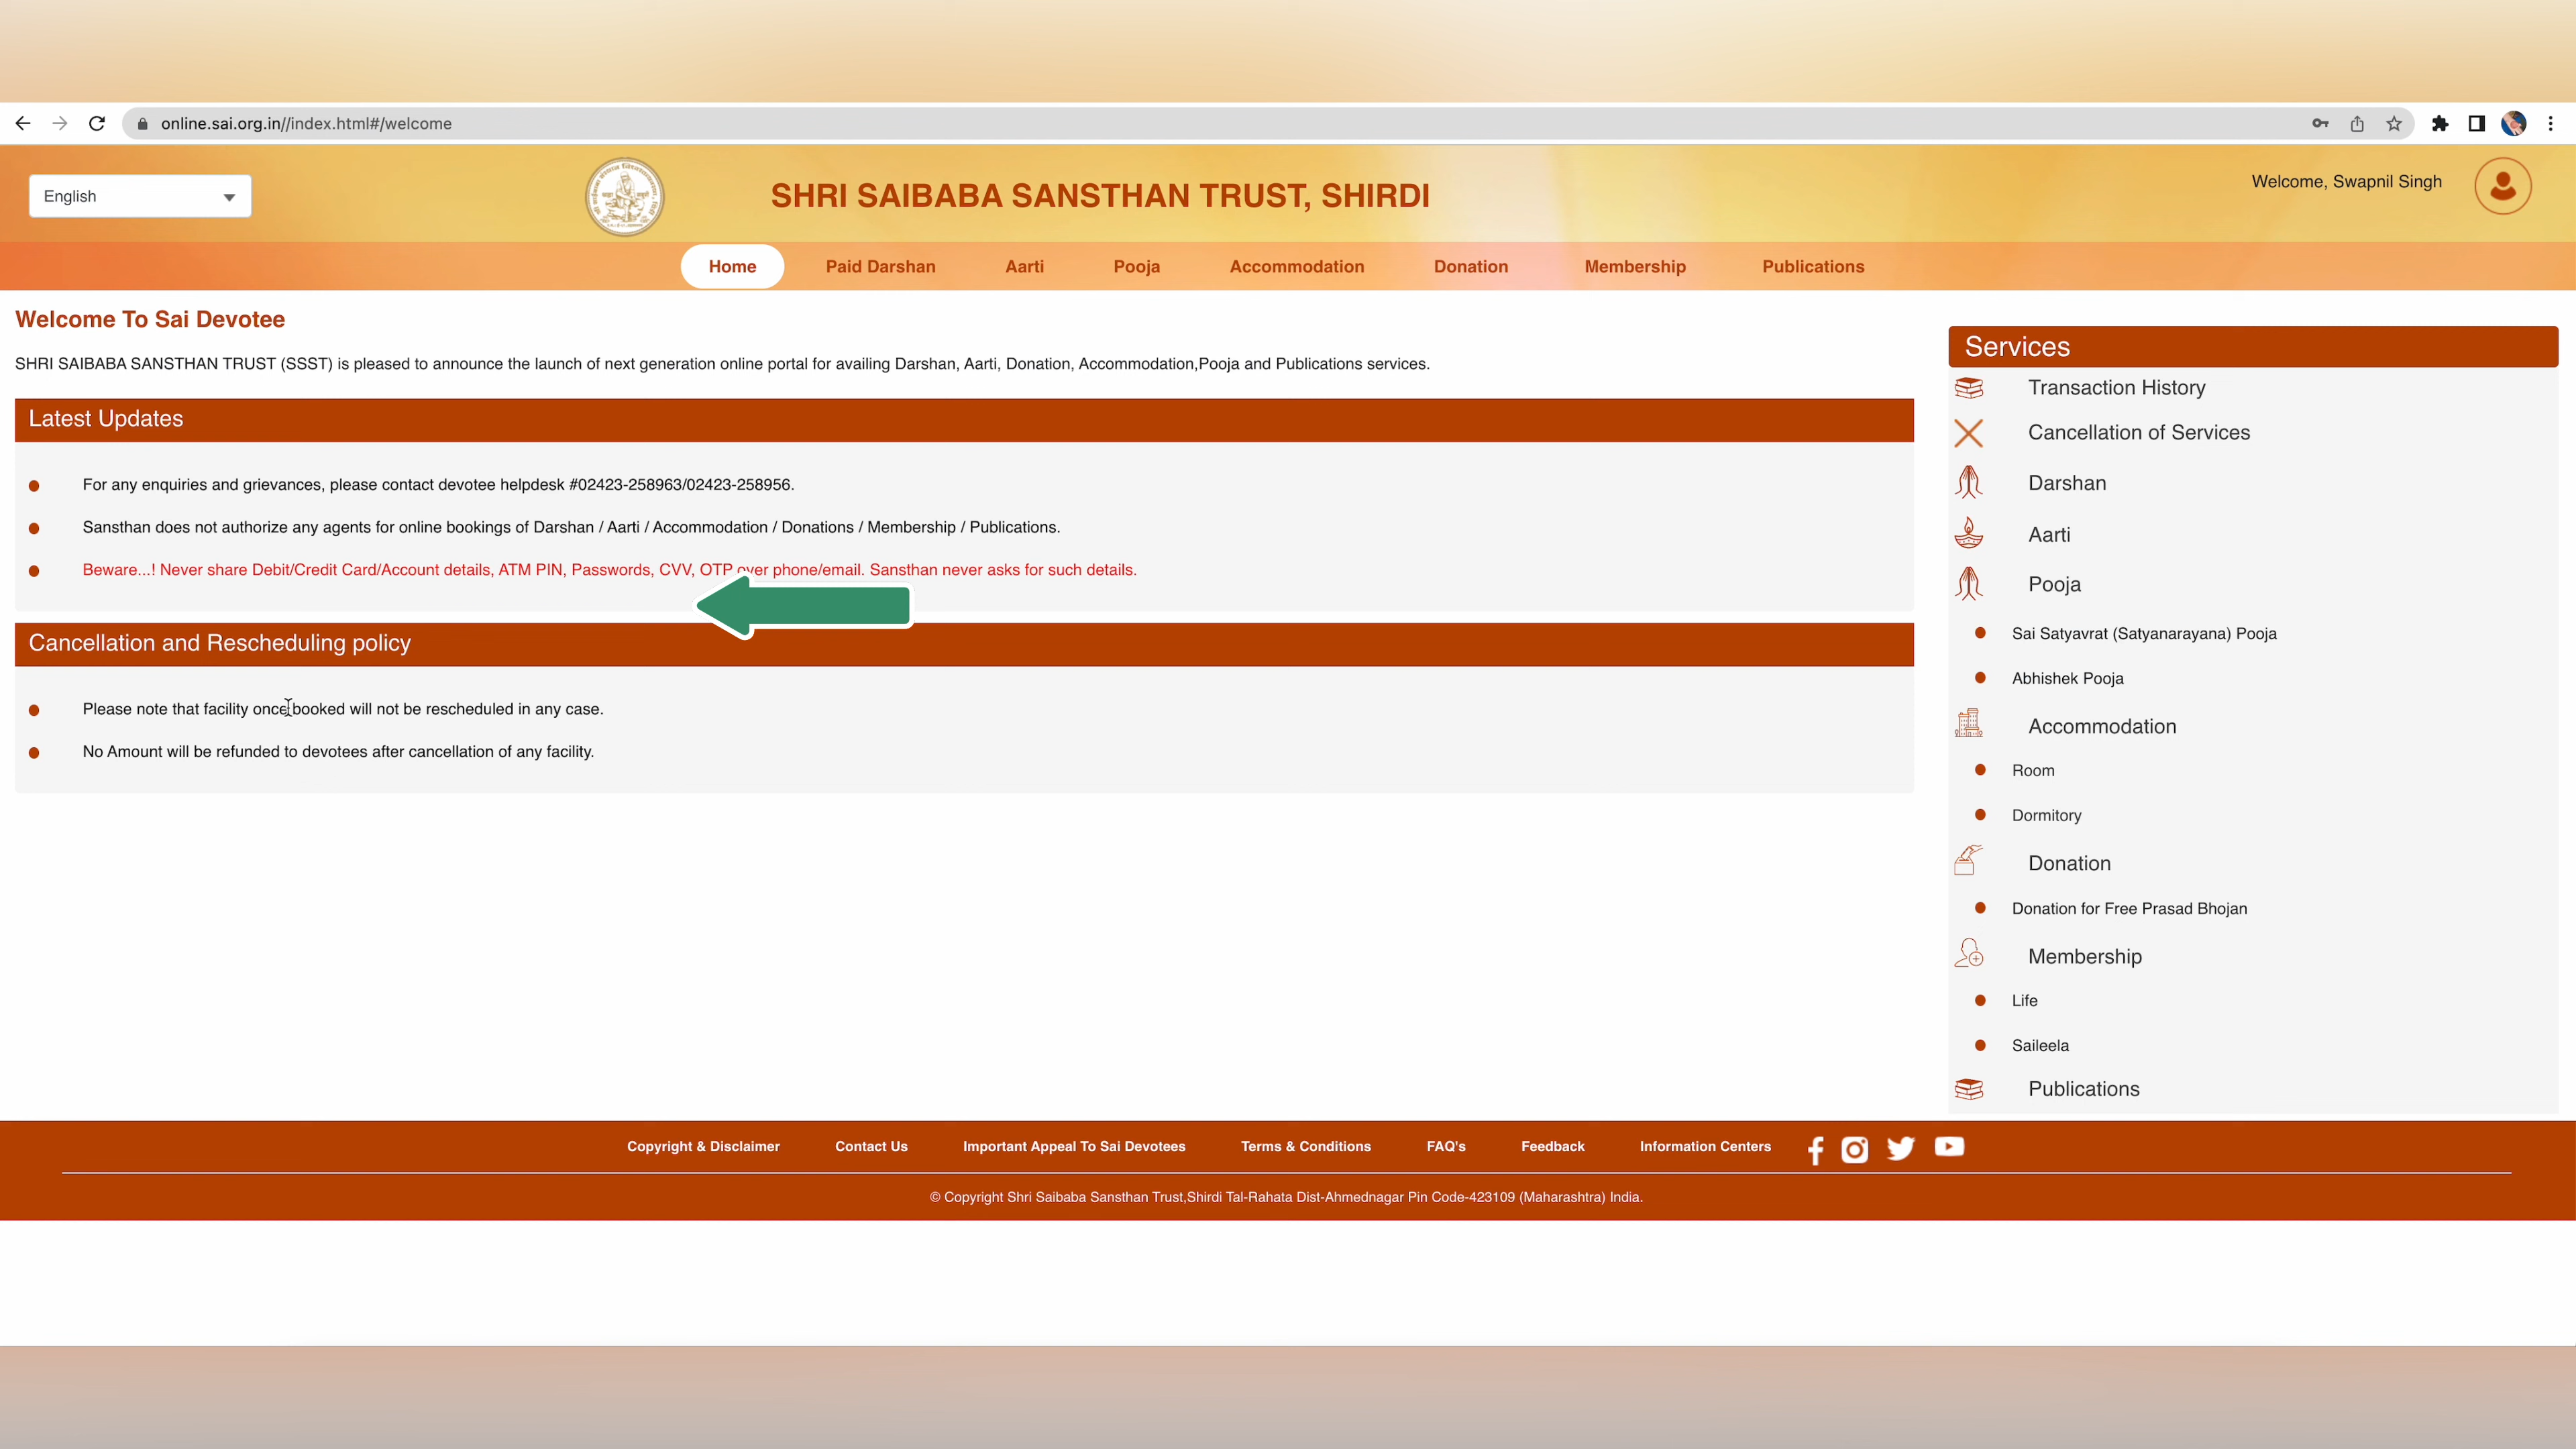 online.sai.org.in//index.html#/welcome
English
SHRI SAIBABA SANSTHAN TRUST, SHIRDI
Welcome, Swapnil Singh
Home Paid Darshan Aarti Pooja Accommodation Donation Membership Publications
Welcome To Sai Devotee
SHRI SAIBABA SANSTHAN TRUST (SSST) is pleased to announce the launch of next generation online portal for availing Darshan, Aarti, Donation, Accommodation,Pooja and Publications services.
Latest Updates
For any enquiries and grievances, please contact devotee helpdesk #02423-258963/02423-258956.
Sansthan does not authorize any agents for online bookings of Darshan / Aarti / Accommodation / Donations / Membership / Publications.
Beware...! Never share Debit/Credit Card/Account details, ATM PIN, Passwords, CVV, OTP over phone/email. Sansthan never asks for such details.
Cancellation and Rescheduling policy
Please note that facility once booked will not be rescheduled in any case.
No Amount will be refunded to devotees after cancellation of any facility.
Services
Transaction History
Cancellation of Services
Darshan
Aarti
Pooja
Sai Satyavrat (Satyanarayana) Pooja
Abhishek Pooja
Accommodation
Room
Dormitory
Donation
Donation for Free Prasad Bhojan
Membership
Life
Saileela
Publications
Copyright & Disclaimer Contact Us Important Appeal To Sai Devotees Terms & Conditions FAQ's Feedback Information Centers
© Copyright Shri Saibaba Sansthan Trust,Shirdi Tal-Rahata Dist-Ahmednagar Pin Code-423109 (Maharashtra) India.